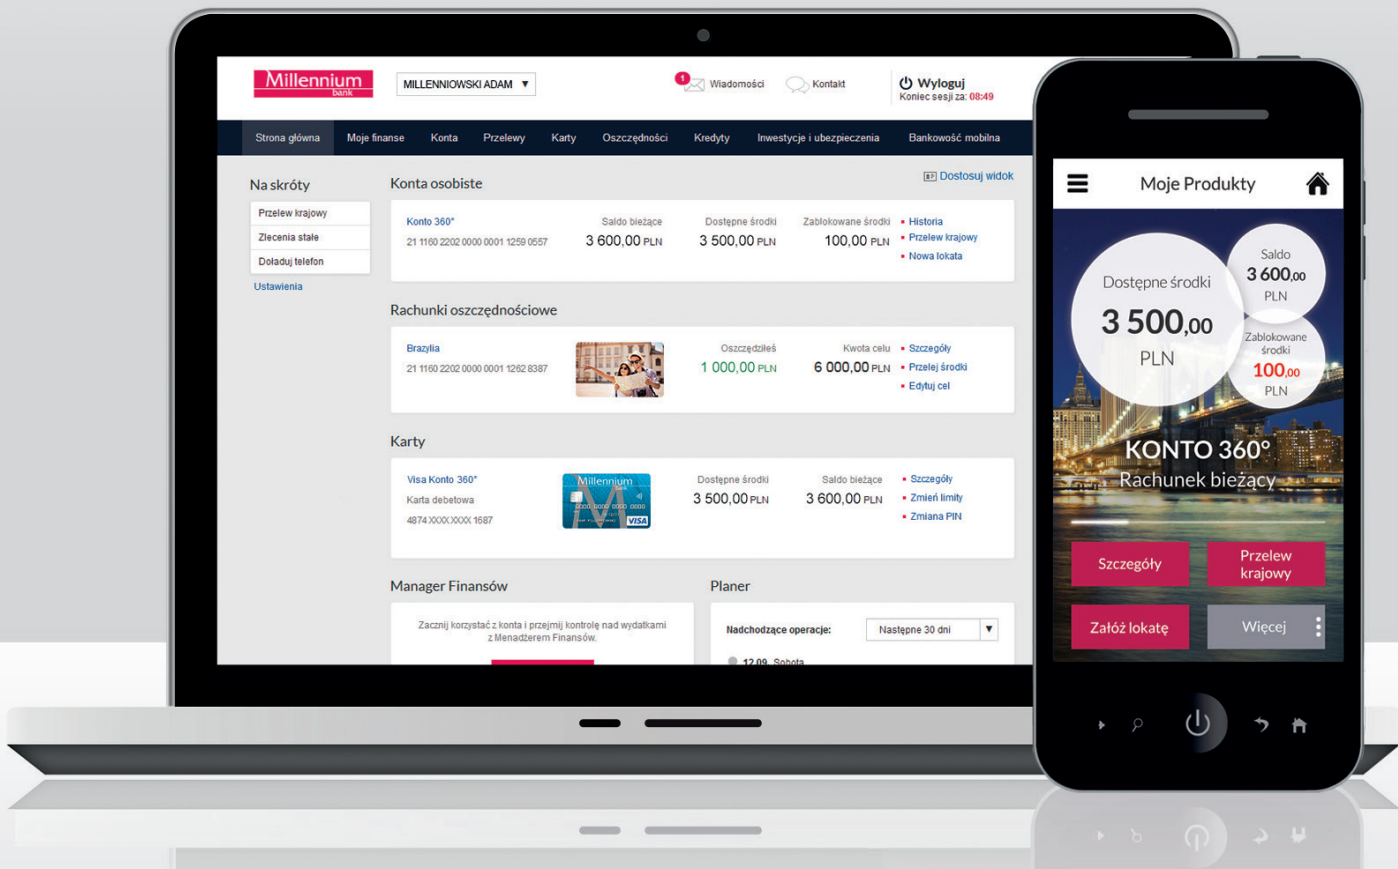 Millennium
bank
MILLENNIOWSKI ADAM ▼
1
Wiadomości
Kontakt
Wyloguj
Koniec sesji za: 08:49
Strona główna Moje finanse Konta Przelewy Karty Oszczędności Kredyty Inwestycje i ubezpieczenia Bankowość mobilna
Na skróty
Przelew krajowy
Zlecenia stałe
Doładuj telefon
Ustawienia
Dostosuj widok
Konta osobiste
Konto 360° Saldo bieżące Dostępne środki Zablokowane środki
21 1160 2202 0000 0001 1259 0557 3 600,00 PLN 3 500,00 PLN 100,00 PLN
Historia
Przelew krajowy
Nowa lokata
Rachunki oszczędnościowe
Brazylia Oszczędziłeś Kwota celu
21 1160 2202 0000 0001 1262 8387 1 000,00 PLN 6 000,00 PLN
Szczegóły
Przelej środki
Edytuj cel
Karty
Visa Konto 360° Dostępne środki Saldo bieżące
Karta debetowa 3 500,00 PLN 3 600,00 PLN
4874 XXXX XXXX 1687
Millennium
bank
0000 0000 0000 0000
VISA
Szczegóły
Zmień limity
Zmiana PIN
Manager Finansów
Zacznij korzystać z konta i przejmij kontrolę nad wydatkami
z Menadżerem Finansów.
Planer
Nadchodzące operacje: Następne 30 dni ▼
12.09, Sobota
Moje Produkty
Dostępne środki
3 500,00
PLN
Saldo
3 600,00
PLN
Zablokowane
środki
100,00
PLN
KONTO 360°
Rachunek bieżący
Szczegóły
Przelew
krajowy
Załóż lokatę
Więcej